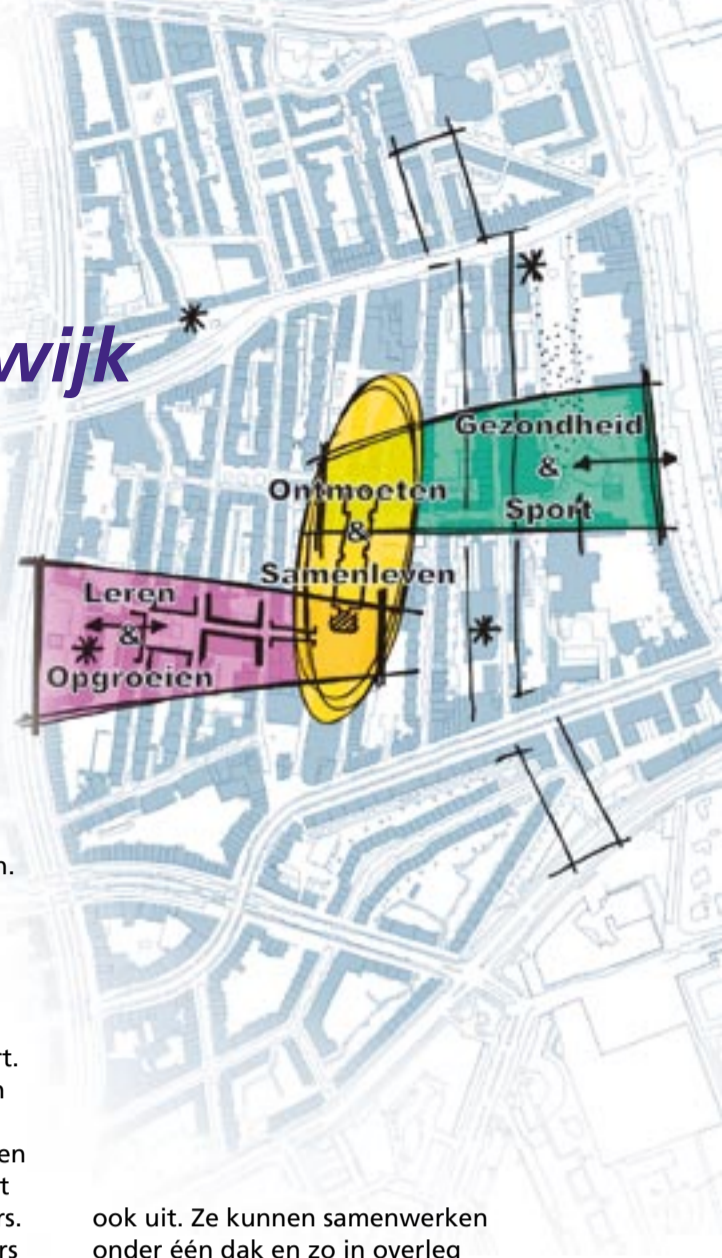 wijk
Gezondheid
&
Sport
Ontmoeten
&
Samenleven
Leren
&
Opgroeien
n.
rt.
n
en
t
rs.
rs
ook uit. Ze kunnen samenwerken
onder één dak en zo in overleg